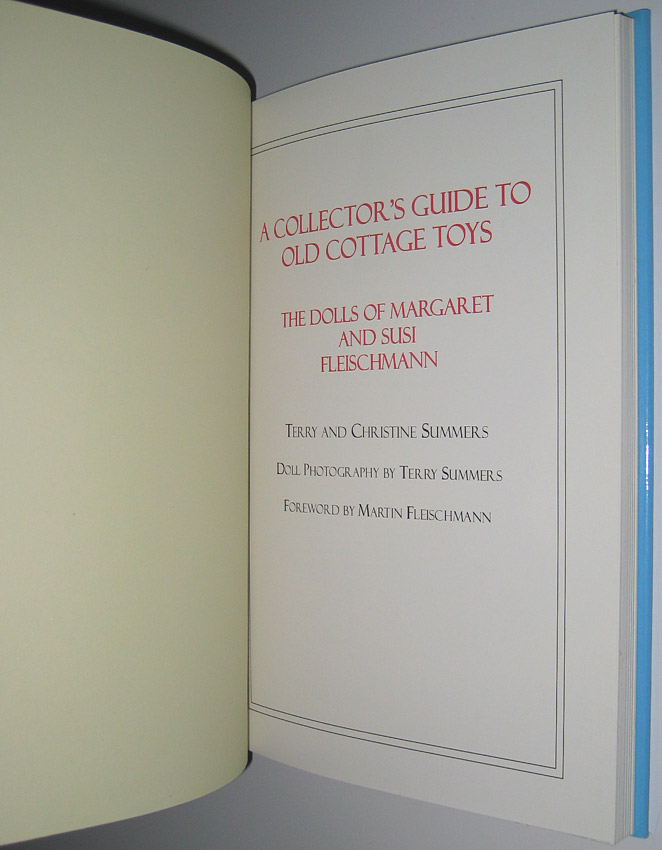 A COLLECTOR'S GUIDE TO
OLD COTTAGE TOYS
THE DOLLS OF MARGARET
AND SUSI
FLEISCHMANN
TERRY AND CHRISTINE SUMMERS
DOLL PHOTOGRAPHY BY TERRY SUMMERS
FOREWORD BY MARTIN FLEISCHMANN